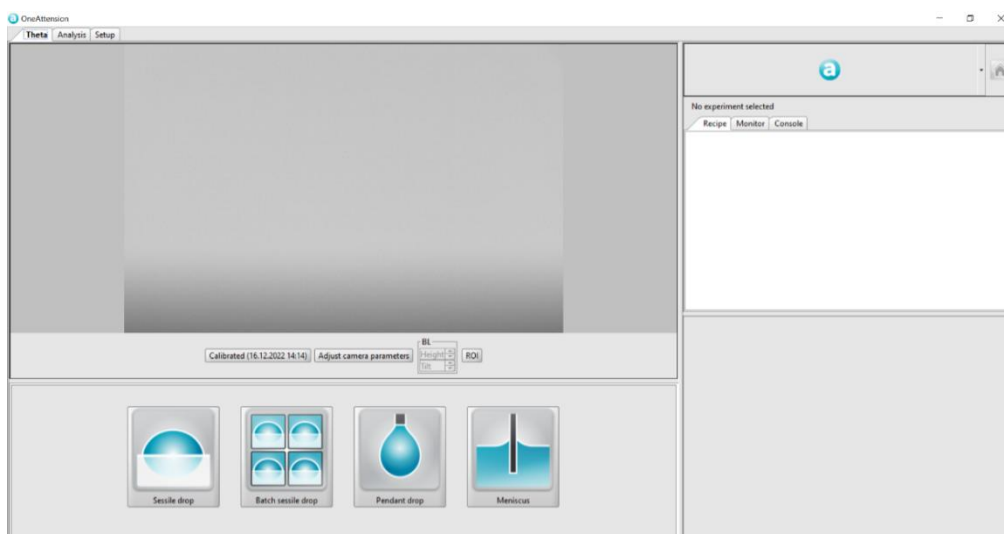 OneAttension
Theta Analysis Setup
a
No experiment selected
Recipe Monitor Console
BL
Calibrated (16.12.2022 14:14) Adjust camera parameters Height ROI
Tilt
Sessile drop Batch sessile drop Pendant drop Meniscus